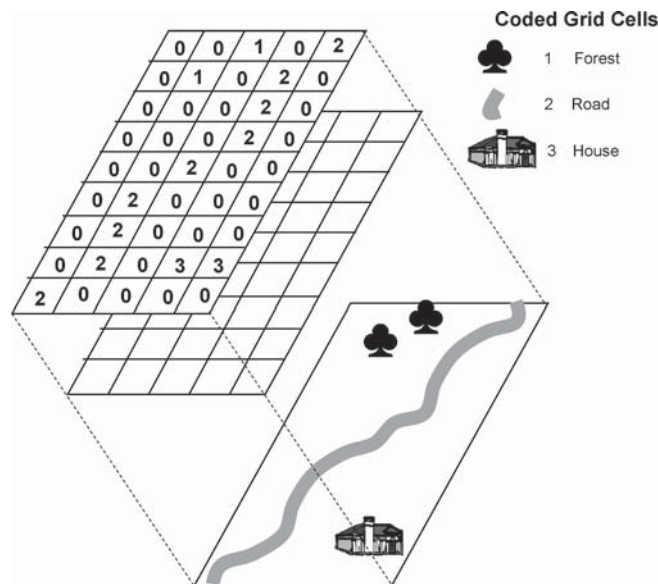 Coded Grid Cells
1 Forest
2 Road
3 House
0 0 1 0 2
0 1 0 2 0
0 0 0 2 0
0 0 0 2 0
0 0 2 0 0
0 2 0 0 0
0 2 0 0 0
0 2 0 3 3
2 0 0 0 0